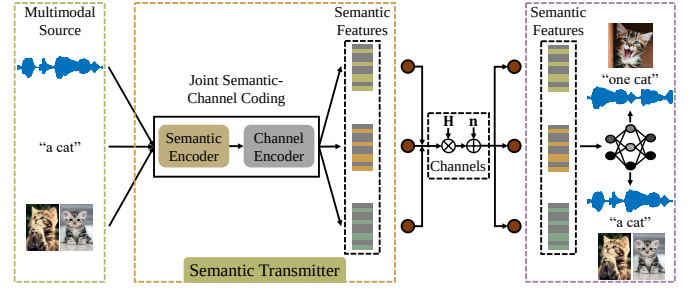 Multimodal
Source
“a cat”
Joint Semantic-
Channel Coding
Semantic
Encoder
Channel
Encoder
Semantic
Features
Semantic Transmitter
H
n
Channels
Semantic
Features
“one cat”
“a cat”